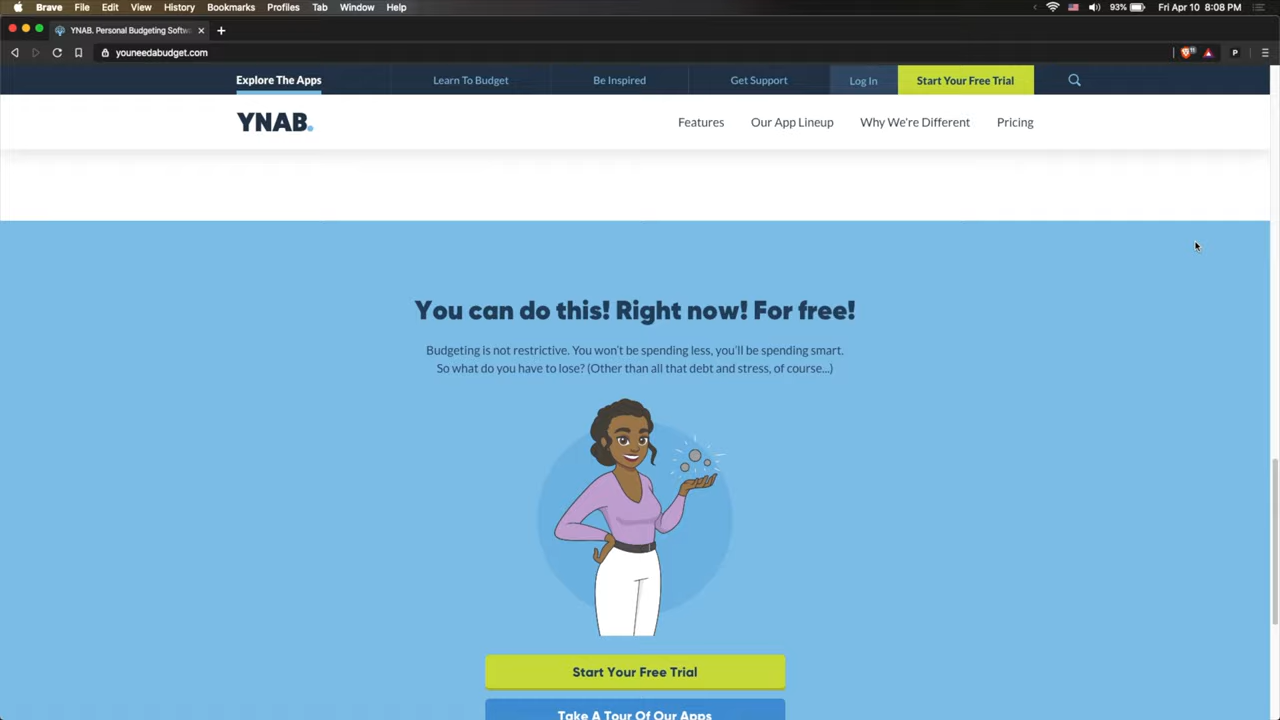 Brave File Edit View History Bookmarks Profiles Tab Window Help 93% Fri Apr 10 8:08 PM
YNAB. Personal Budgeting Softw
youneedabudget.com
Explore The Apps Learn To Budget Be Inspired Get Support Log In Start Your Free Trial
YNAB. Features Our App Lineup Why We're Different Pricing
You can do this! Right now! For free!
Budgeting is not restrictive. You won't be spending less, you'll be spending smart.
So what do you have to lose? (Other than all that debt and stress, of course...)
Start Your Free Trial
Take A Tour Of Our Apps